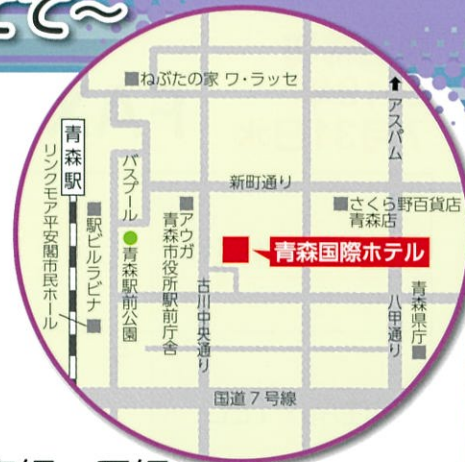 ねぶたの家 ワ・ラッセ
アスパム
青森駅
リンクモア平安閣市民ホール
駅ビルラビナ
バスプール
青森駅前公園
アウガ
青森市役所駅前庁舎
古川中央通り
新町通り
さくら野百貨店
青森店
青森国際ホテル
八甲通り
青森県庁
国道7号線